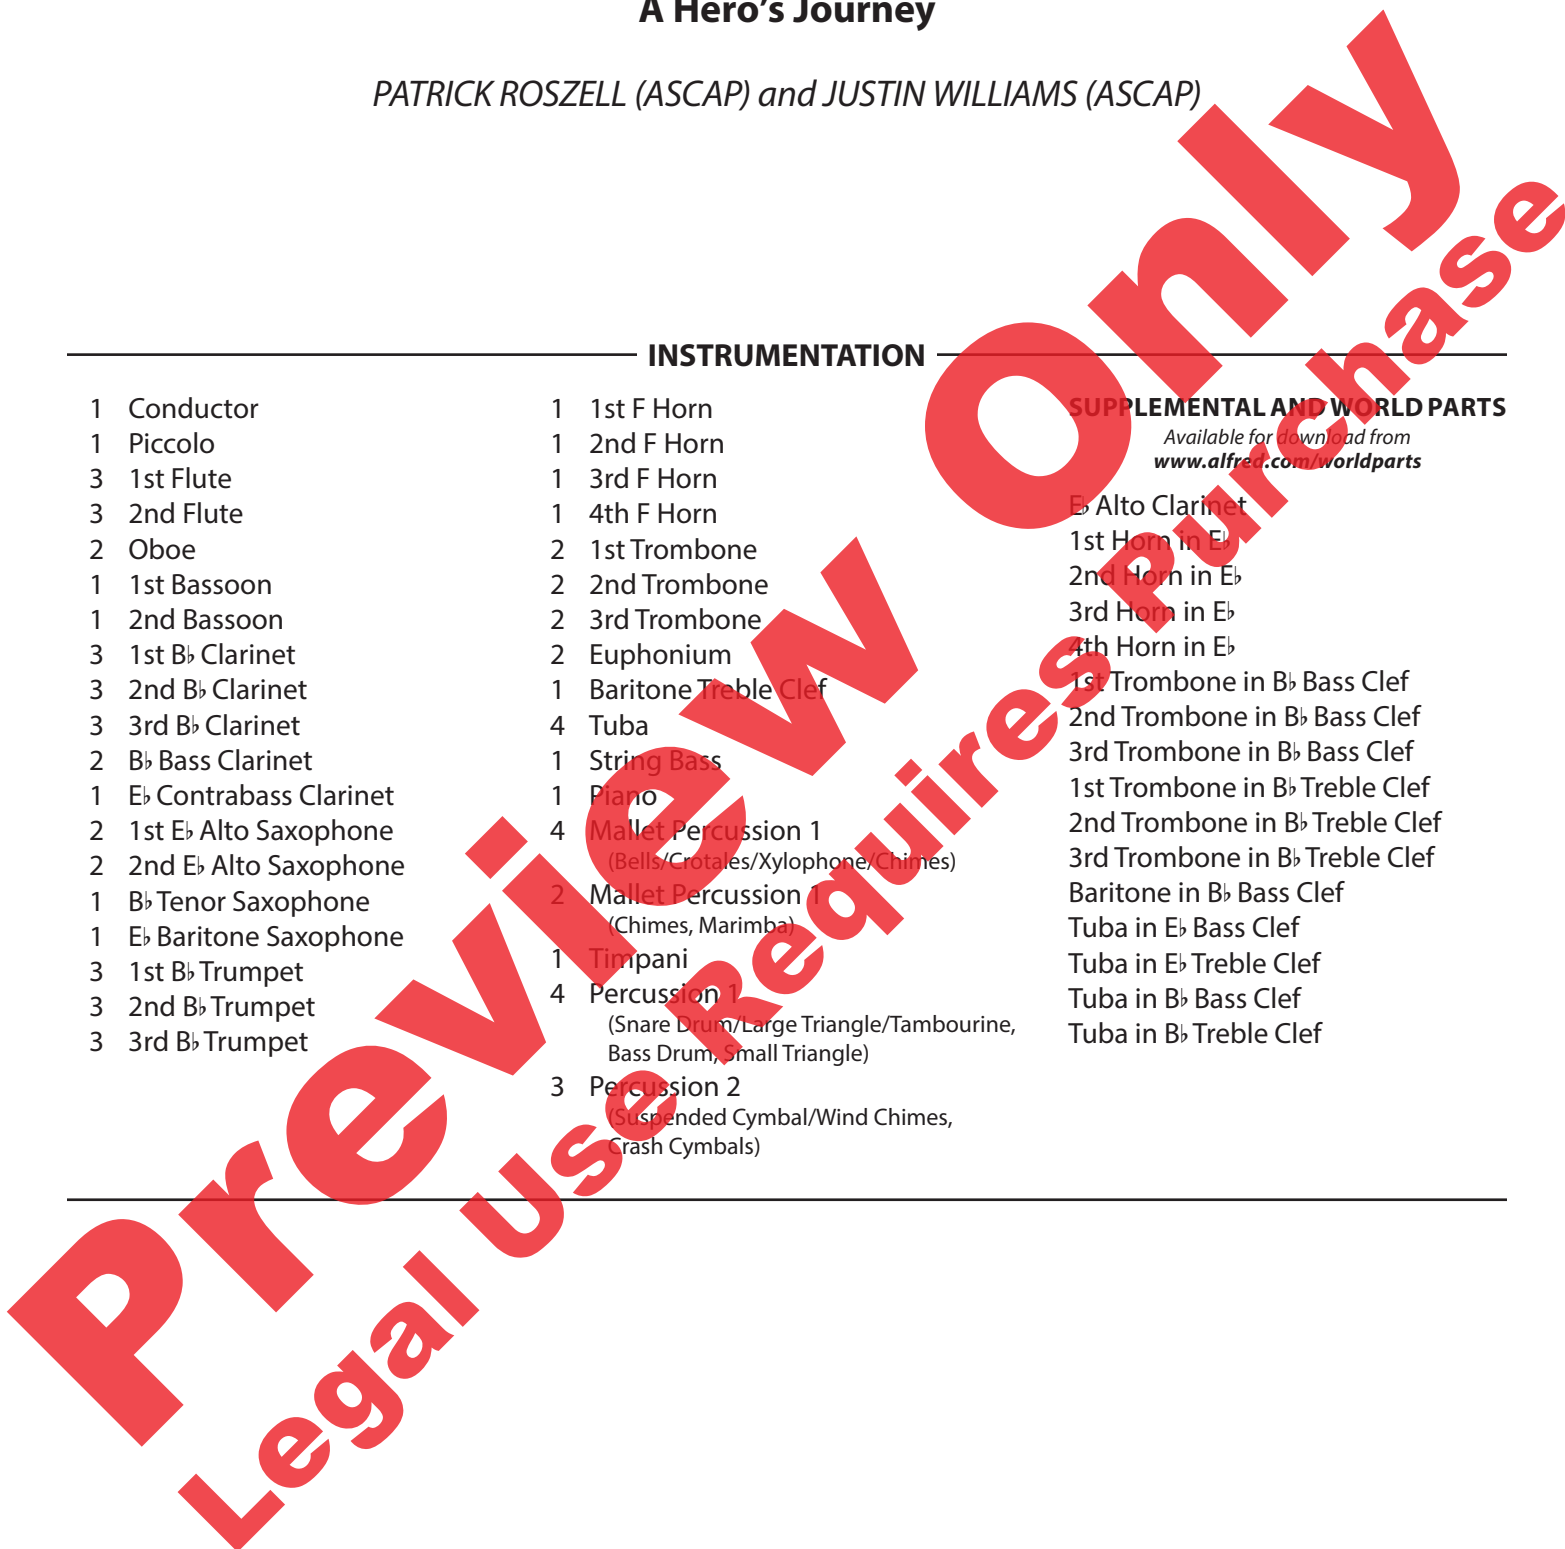 A Hero’s Journey
PATRICK ROSZELL (ASCAP) and JUSTIN WILLIAMS (ASCAP)
INSTRUMENTATION
1 Conductor
1 Piccolo
3 1st Flute
3 2nd Flute
2 Oboe
1 1st Bassoon
1 2nd Bassoon
3 1st B♭ Clarinet
3 2nd B♭ Clarinet
3 3rd B♭ Clarinet
2 B♭ Bass Clarinet
1 E♭ Contrabass Clarinet
2 1st E♭ Alto Saxophone
2 2nd E♭ Alto Saxophone
1 B♭ Tenor Saxophone
1 E♭ Baritone Saxophone
3 1st B♭ Trumpet
3 2nd B♭ Trumpet
3 3rd B♭ Trumpet
1 1st F Horn
1 2nd F Horn
1 3rd F Horn
1 4th F Horn
2 1st Trombone
2 2nd Trombone
2 3rd Trombone
2 Euphonium
1 Baritone Treble Clef
4 Tuba
1 String Bass
1 Piano
4 Mallet Percussion 1
(Bells/Crotales/Xylophone/Chimes)
2 Mallet Percussion 1
(Chimes, Marimba)
1 Timpani
4 Percussion 1
(Snare Drum/Large Triangle/Tambourine,
Bass Drum, Small Triangle)
3 Percussion 2
(Suspended Cymbal/Wind Chimes,
Crash Cymbals)
SUPPLEMENTAL AND WORLD PARTS
Available for download from
www.alfred.com/worldparts
E♭ Alto Clarinet
1st Horn in E♭
2nd Horn in E♭
3rd Horn in E♭
4th Horn in E♭
1st Trombone in B♭ Bass Clef
2nd Trombone in B♭ Bass Clef
3rd Trombone in B♭ Bass Clef
1st Trombone in B♭ Treble Clef
2nd Trombone in B♭ Treble Clef
3rd Trombone in B♭ Treble Clef
Baritone in B♭ Bass Clef
Tuba in E♭ Bass Clef
Tuba in E♭ Treble Clef
Tuba in B♭ Bass Clef
Tuba in B♭ Treble Clef
Preview Only
Legal Use Requires Purchase